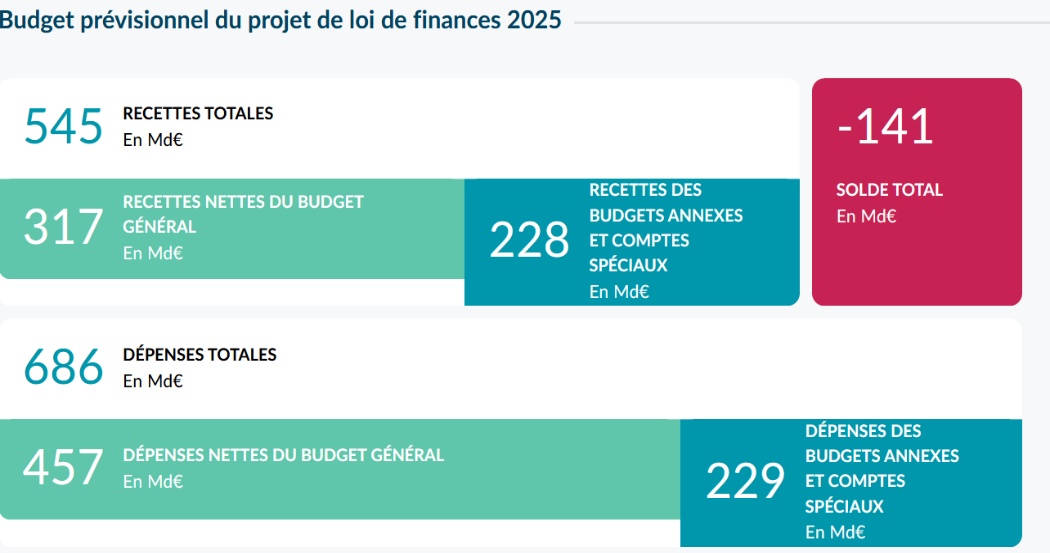 Budget prévisionnel du projet de loi de finances 2025
545
RECETTES TOTALES
En Md€
317
RECETTES NETTES DU BUDGET
GÉNÉRAL
En Md€
228
RECETTES DES
BUDGETS ANNEXES
ET COMPTES
SPÉCIAUX
En Md€
-141
SOLDE TOTAL
En Md€
686
DÉPENSES TOTALES
En Md€
457
DÉPENSES NETTES DU BUDGET GÉNÉRAL
En Md€
229
DÉPENSES DES
BUDGETS ANNEXES
ET COMPTES
SPÉCIAUX
En Md€